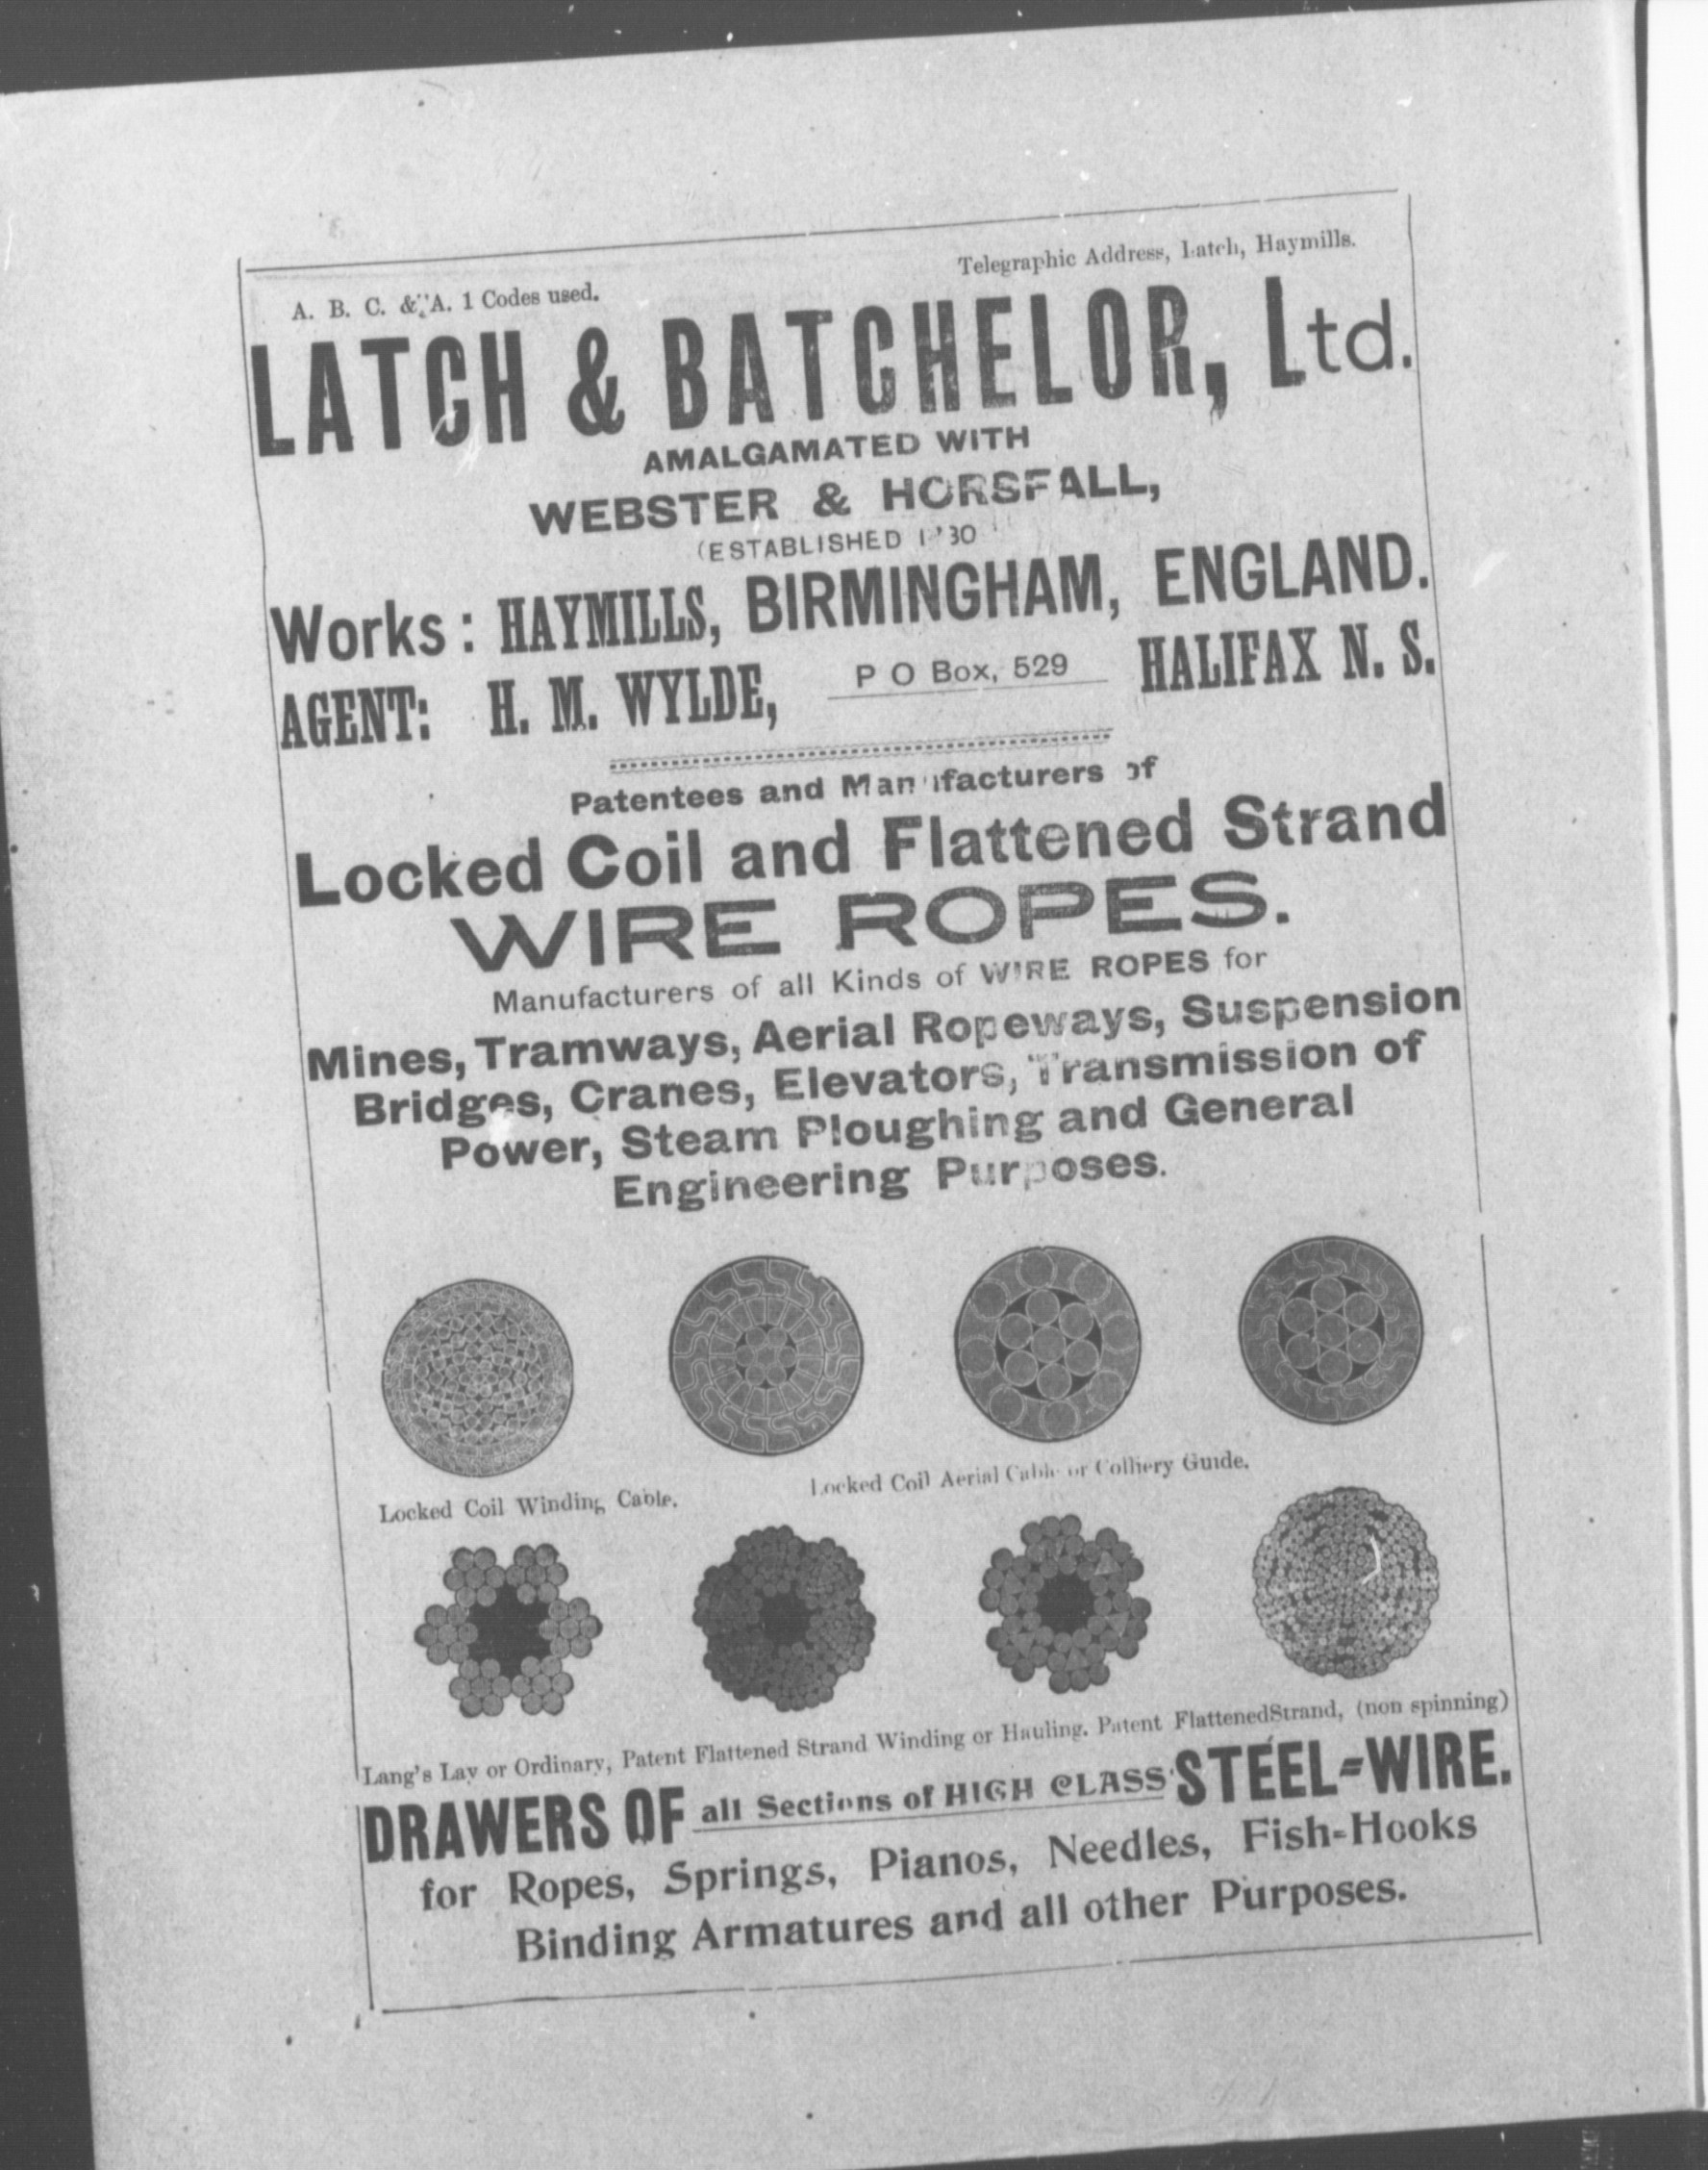 A. B. C. & A. 1 Codes used.
Telegraphic Address, Latch, Haymills.
LATCH & BATCHELOR, Ltd.
AMALGAMATED WITH
WEBSTER & HORSFALL,
(ESTABLISHED
Works: HAYMILLS, BIRMINGHAM, ENGLAND.
AGENT: H. M. WYLDE, P O Box, 529 HALIFAX N. S.
Patentees and Manufacturers of
Locked Coil and Flattened Strand
WIRE ROPES.
Manufacturers of all Kinds of WIRE ROPES for
Mines, Tramways, Aerial Ropeways, Suspension
Bridges, Cranes, Elevators, Transmission of
Power, Steam Ploughing and General
Engineering Purposes.
Locked Coil Winding Cable.
Locked Coil Aerial Cable or Colliery Guide.
Lang's Lay or Ordinary, Patent Flattened Strand Winding or Hauling. Patent FlattenedStrand, (non spinning)
DRAWERS OF all Sections of HIGH CLASS STEEL=WIRE.
for Ropes, Springs, Pianos, Needles, Fish-Hooks
Binding Armatures and all other Purposes.